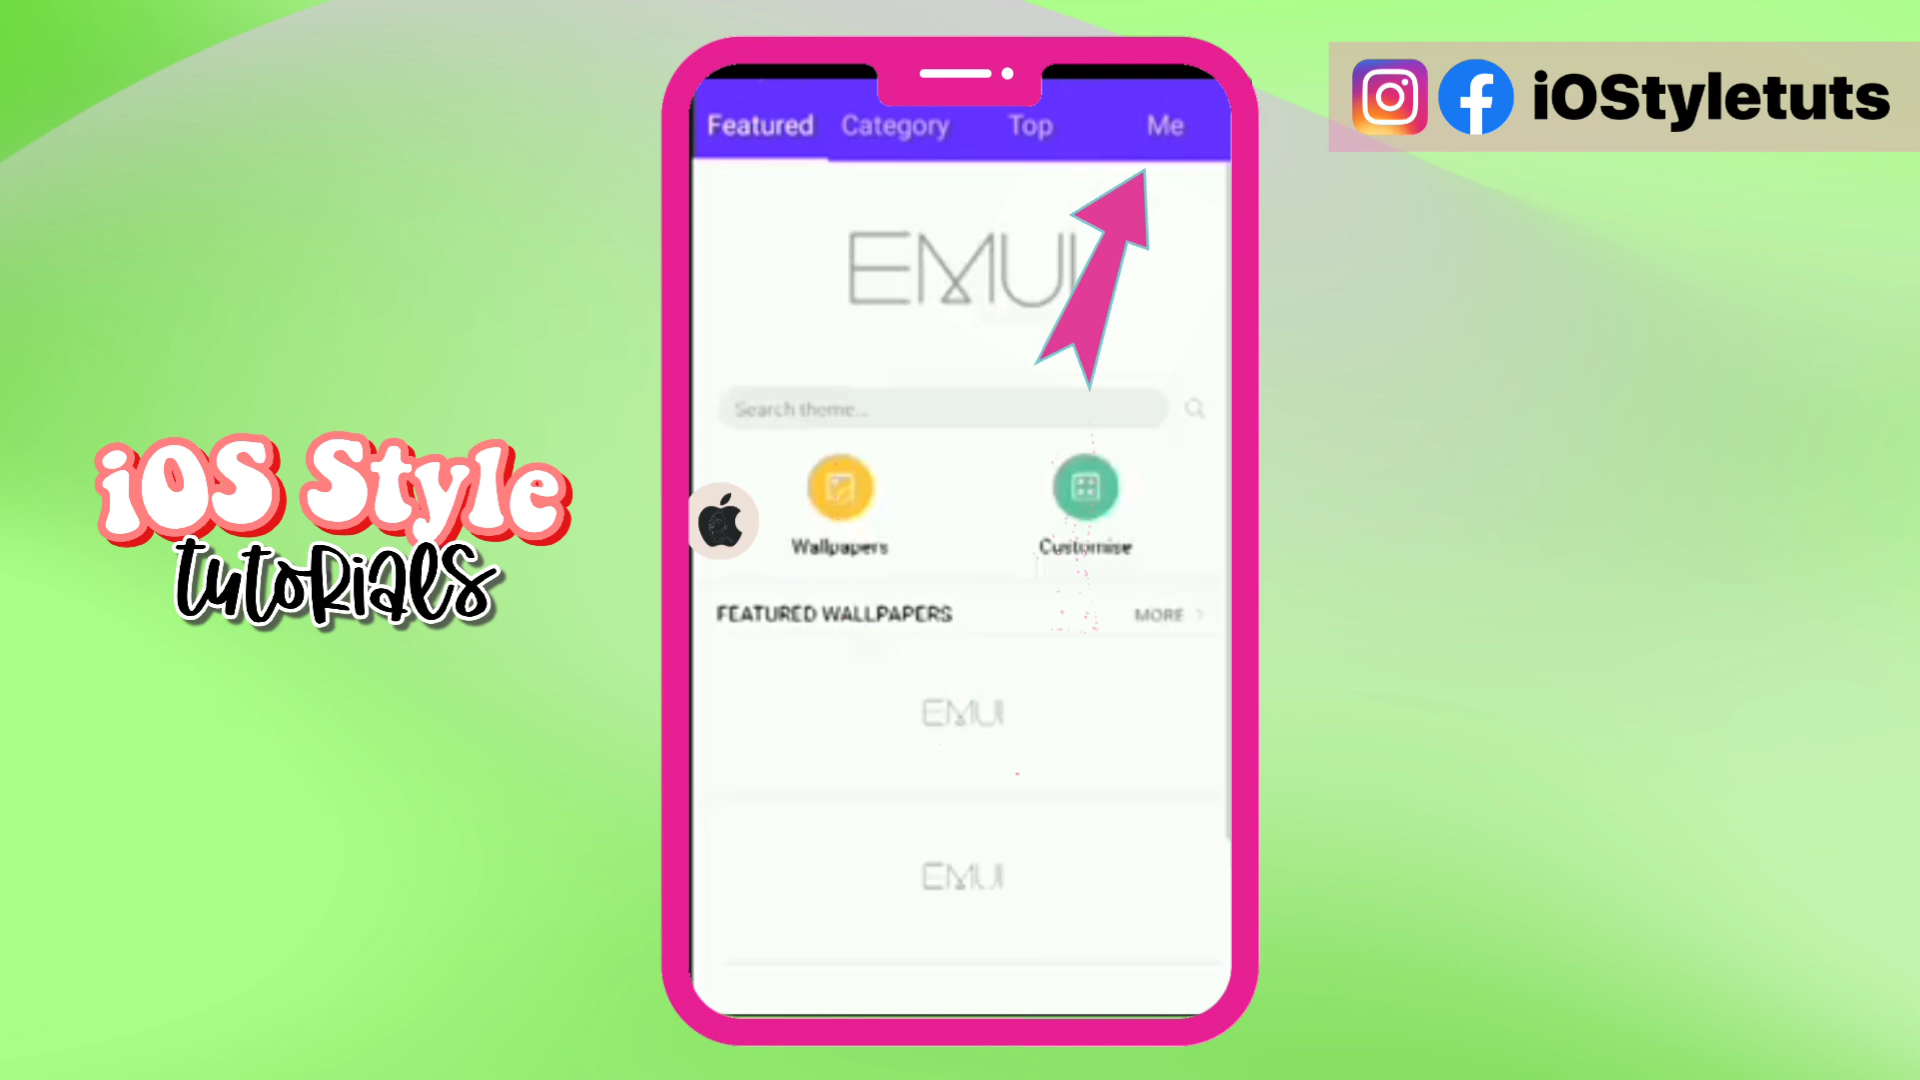 iOStyletuts
Featured Category Top Me
EMUI
Search theme...
Wallpapers Customise
FEATURED WALLPAPERS MORE
EMUI
EMUI
iOS Style
tutorials